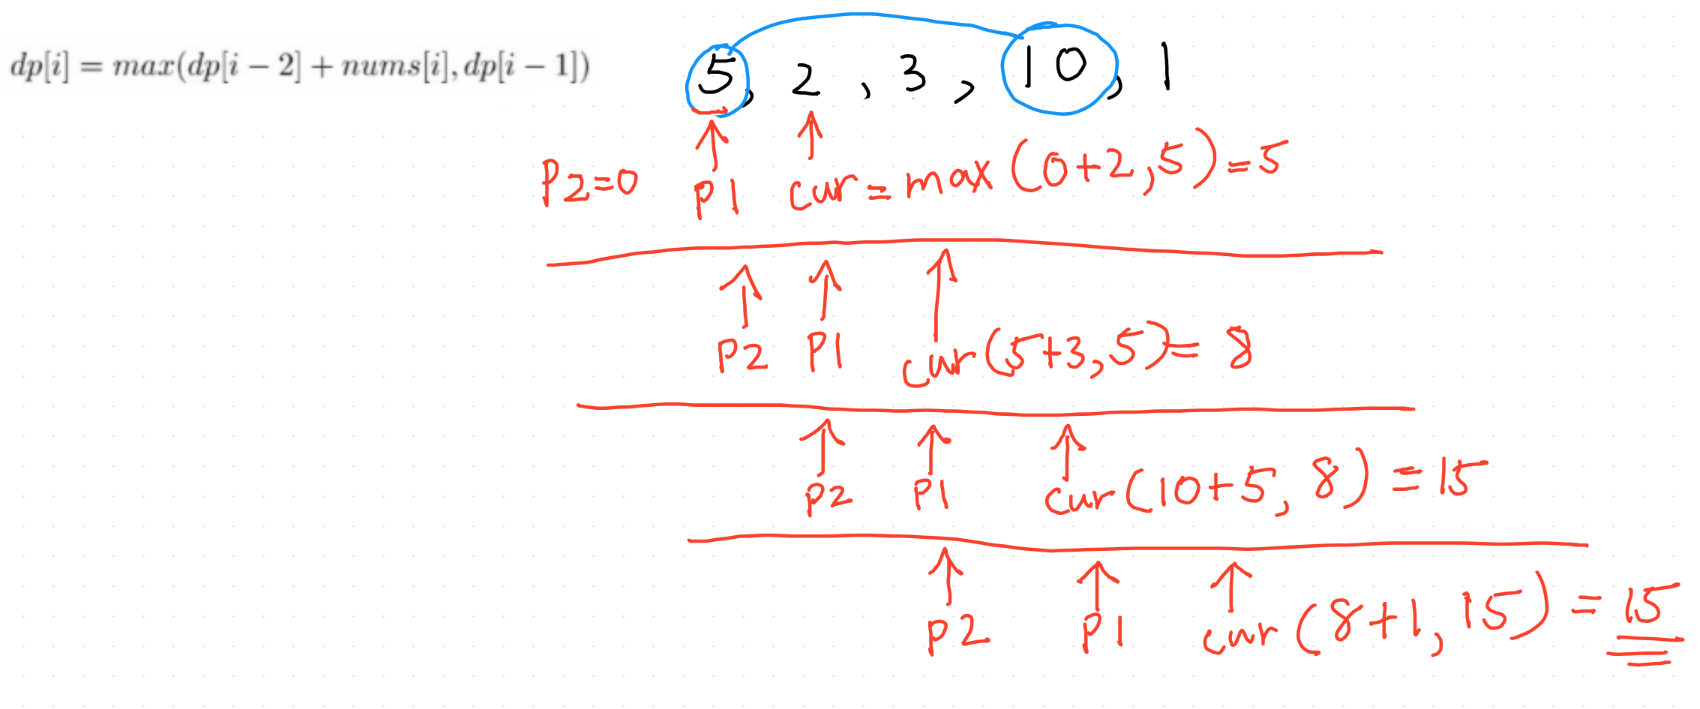 dp[i] = max(dp[i − 2] + nums[i], dp[i − 1])
5, 2, 3, 10, 1
P2=0 P1 cur=max(0+2,5)=5
P2 P1 cur(5+3,5)=8
P2 P1 cur(10+5, 8)=15
P2 P1 cur(8+1,15)=15